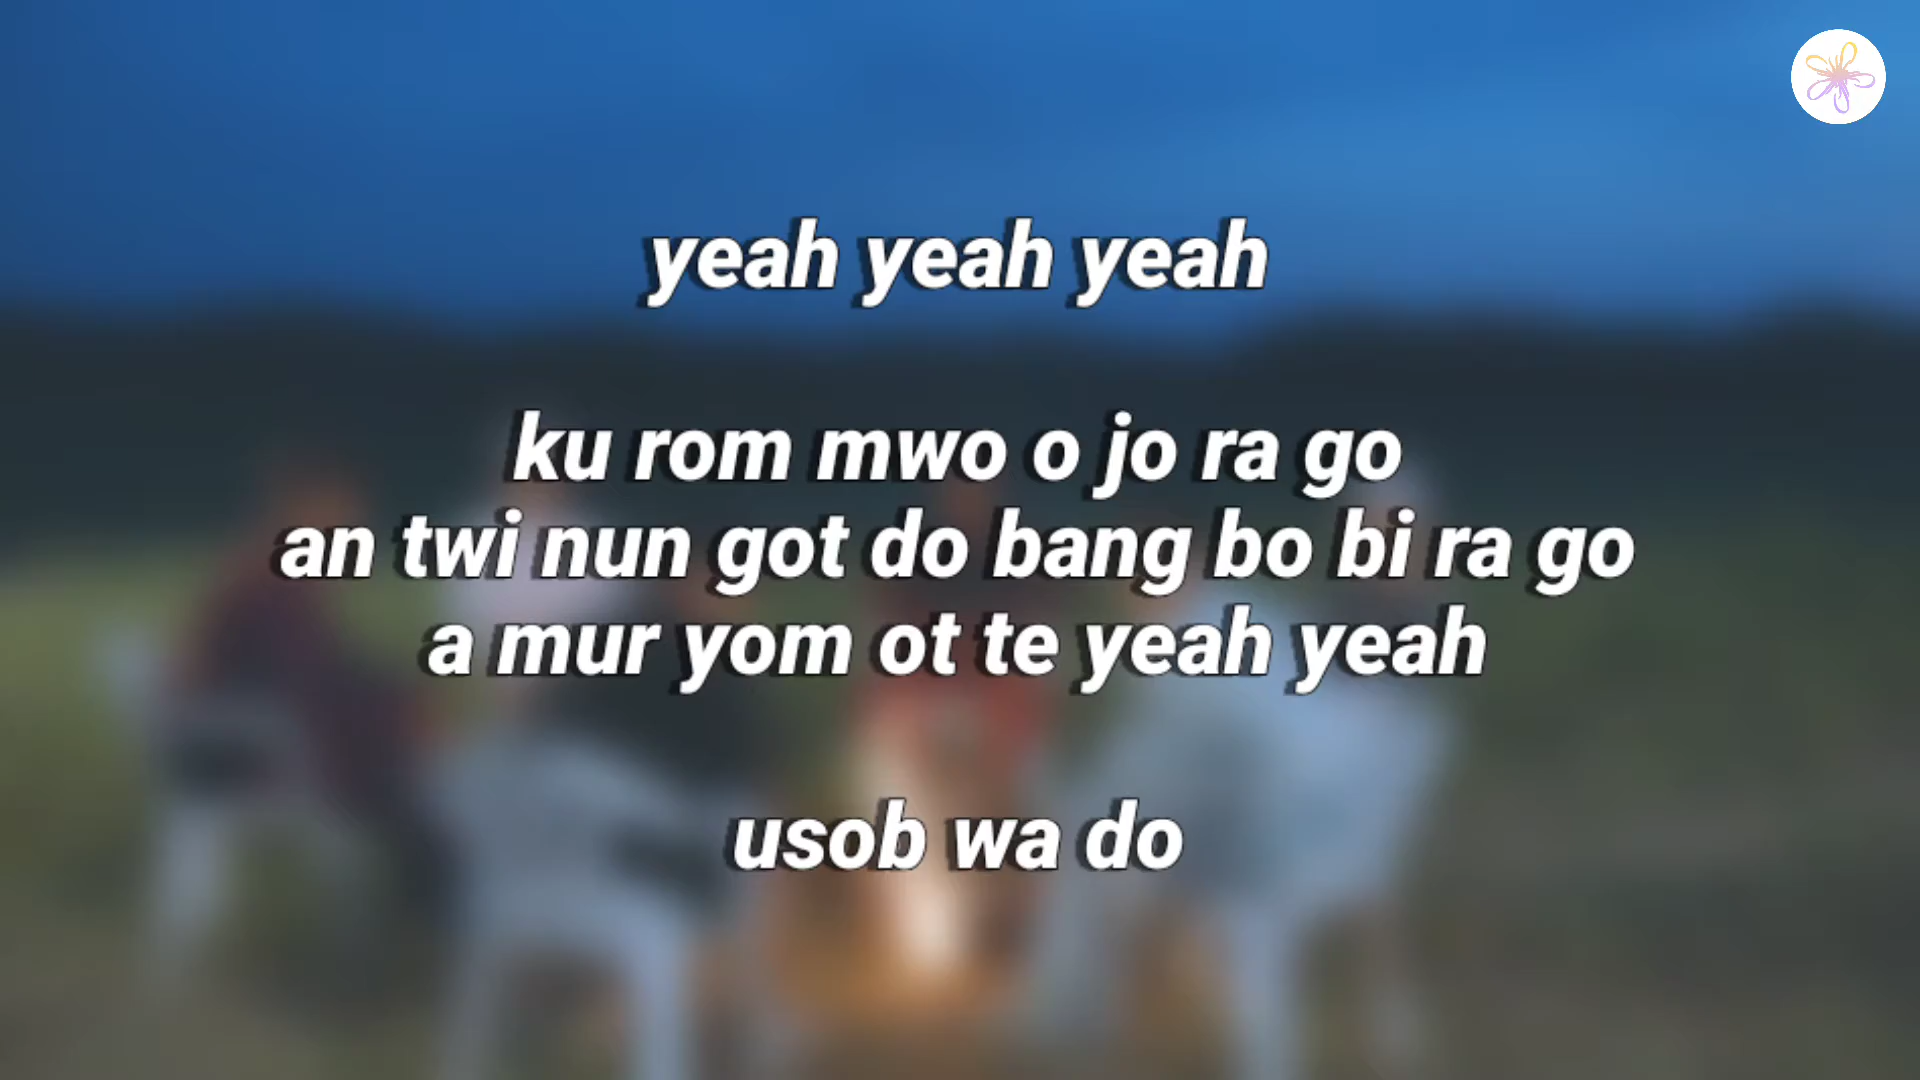 yeah yeah yeah
ku rom mwo o jo ra go
an twi nun got do bang bo bi ra go
a mur yom ot te yeah yeah
usob wa do